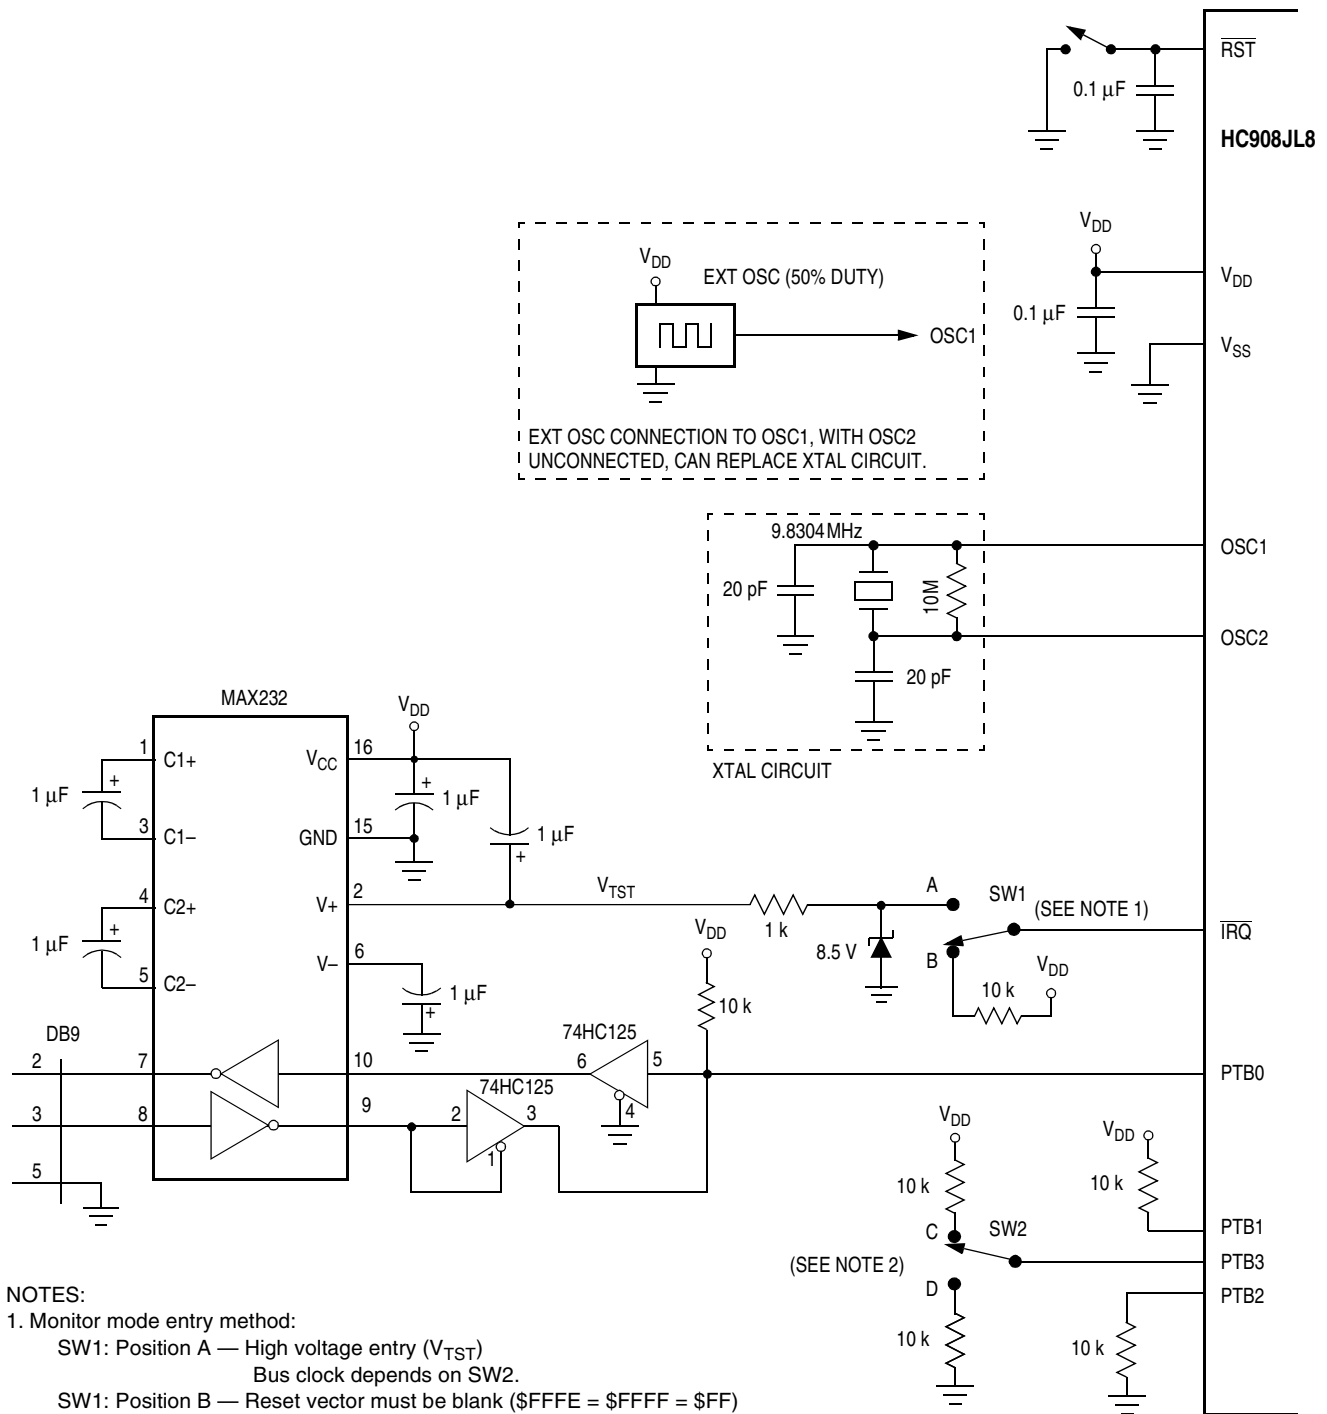 RST
0.1 µF
HC908JL8
VDD
VDD
0.1 µF
VSS
VDD
EXT OSC (50% DUTY)
OSC1
EXT OSC CONNECTION TO OSC1, WITH OSC2
UNCONNECTED, CAN REPLACE XTAL CIRCUIT.
9.8304MHz
OSC1
20 pF
10M
OSC2
20 pF
XTAL CIRCUIT
MAX232
VDD
1 C1+
VCC 16
1 µF +
+ 1 µF
3 C1–
GND 15
1 µF
+
4 C2+
V+ 2
VTST
1 k
8.5 V
A
SW1
(SEE NOTE 1)
IRQ
B
VDD
10 k
1 µF +
5 C2–
V– 6
1 µF
+
VDD
10 k
DB9
74HC125
2 7 10 6 5
PTB0
4
74HC125
3 8 9 2 3
1
5
VDD
10 k
VDD
10 k
PTB1
C
SW2
PTB3
(SEE NOTE 2)
D
PTB2
10 k
10 k
NOTES:
1. Monitor mode entry method:
SW1: Position A — High voltage entry (VTST)
Bus clock depends on SW2.
SW1: Position B — Reset vector must be blank ($FFFE = $FFFF = $FF)